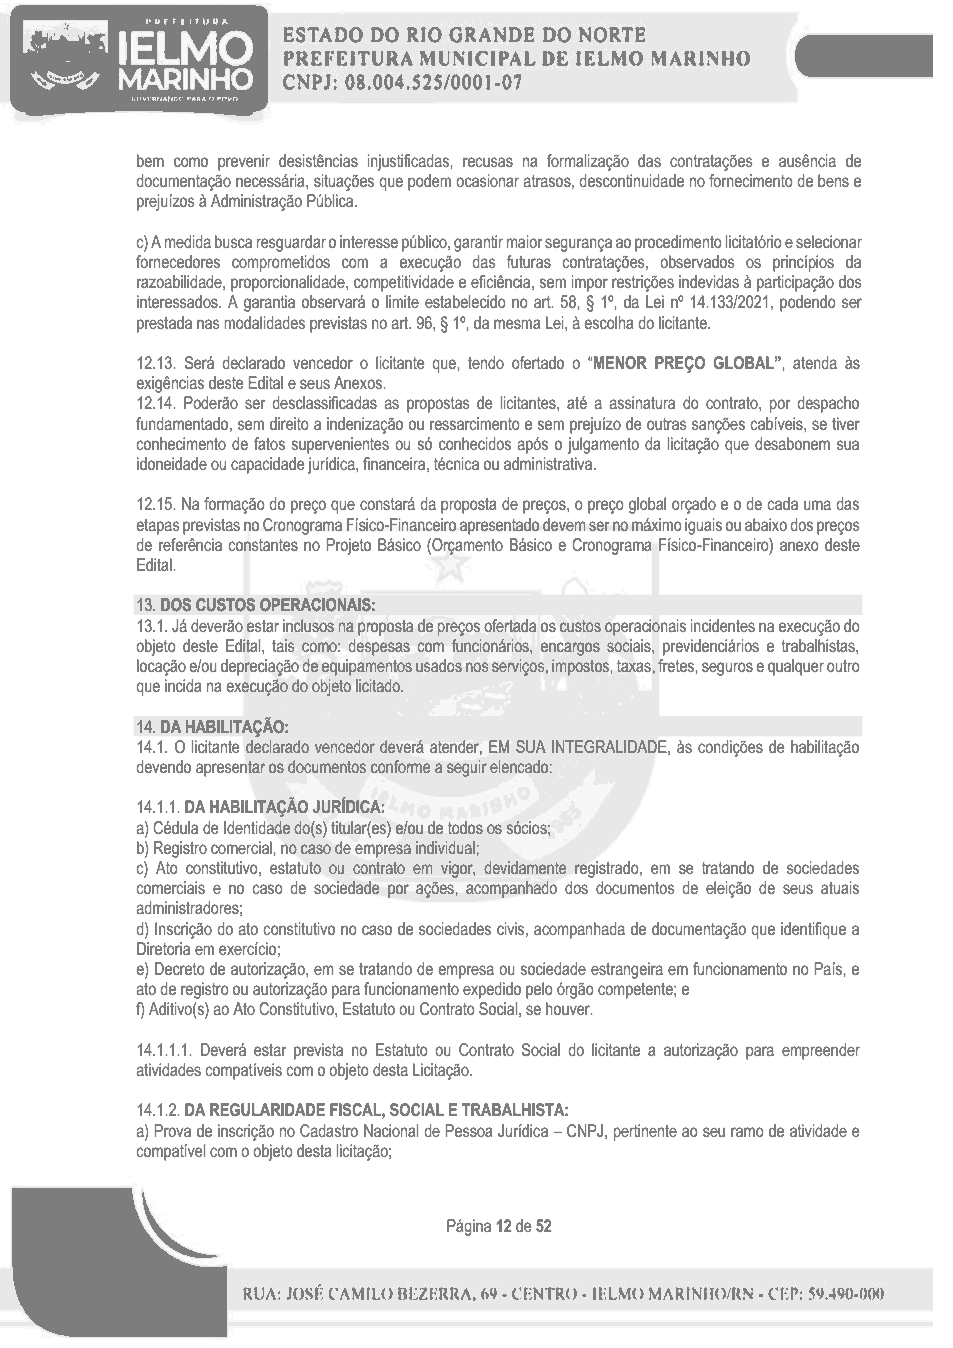 PREFEITURA
IELMO
MARINHO
GOVERNANDO PARA O POVO
ESTADO DO RIO GRANDE DO NORTE
PREFEITURA MUNICIPAL DE IELMO MARINHO
CNPJ: 08.004.525/0001-07
bem como prevenir desistências injustificadas, recusas na formalização das contratações e ausência de
documentação necessária, situações que podem ocasionar atrasos, descontinuidade no fornecimento de bens e
prejuízos à Administração Pública.
c) A medida busca resguardar o interesse público, garantir maior segurança ao procedimento licitatório e selecionar
fornecedores comprometidos com a execução das futuras contratações, observados os princípios da
razoabilidade, proporcionalidade, competitividade e eficiência, sem impor restrições indevidas à participação dos
interessados. A garantia observará o limite estabelecido no art. 58, § 1º, da Lei nº 14.133/2021, podendo ser
prestada nas modalidades previstas no art. 96, § 1º, da mesma Lei, à escolha do licitante.
12.13. Será declarado vencedor o licitante que, tendo ofertado o “MENOR PREÇO GLOBAL”, atenda às
exigências deste Edital e seus Anexos.
12.14. Poderão ser desclassificadas as propostas de licitantes, até a assinatura do contrato, por despacho
fundamentado, sem direito a indenização ou ressarcimento e sem prejuízo de outras sanções cabíveis, se tiver
conhecimento de fatos supervenientes ou só conhecidos após o julgamento da licitação que desabonem sua
idoneidade ou capacidade jurídica, financeira, técnica ou administrativa.
12.15. Na formação do preço que constará da proposta de preços, o preço global orçado e o de cada uma das
etapas previstas no Cronograma Físico-Financeiro apresentado devem ser no máximo iguais ou abaixo dos preços
de referência constantes no Projeto Básico (Orçamento Básico e Cronograma Físico-Financeiro) anexo deste
Edital.
13. DOS CUSTOS OPERACIONAIS:
13.1. Já deverão estar inclusos na proposta de preços ofertada os custos operacionais incidentes na execução do
objeto deste Edital, tais como: despesas com funcionários, encargos sociais, previdenciários e trabalhistas,
locação e/ou depreciação de equipamentos usados nos serviços, impostos, taxas, fretes, seguros e qualquer outro
que incida na execução do objeto licitado.
14. DA HABILITAÇÃO:
14.1. O licitante declarado vencedor deverá atender, EM SUA INTEGRALIDADE, às condições de habilitação
devendo apresentar os documentos conforme a seguir elencado:
IELMO MARINHO
1963
14.1.1. DA HABILITAÇÃO JURÍDICA:
a) Cédula de Identidade do(s) titular(es) e/ou de todos os sócios;
b) Registro comercial, no caso de empresa individual;
c) Ato constitutivo, estatuto ou contrato em vigor, devidamente registrado, em se tratando de sociedades
comerciais e no caso de sociedade por ações, acompanhado dos documentos de eleição de seus atuais
administradores;
d) Inscrição do ato constitutivo no caso de sociedades civis, acompanhada de documentação que identifique a
Diretoria em exercício;
e) Decreto de autorização, em se tratando de empresa ou sociedade estrangeira em funcionamento no País, e
ato de registro ou autorização para funcionamento expedido pelo órgão competente; e
f) Aditivo(s) ao Ato Constitutivo, Estatuto ou Contrato Social, se houver.
14.1.1.1. Deverá estar prevista no Estatuto ou Contrato Social do licitante a autorização para empreender
atividades compatíveis com o objeto desta Licitação.
14.1.2. DA REGULARIDADE FISCAL, SOCIAL E TRABALHISTA:
a) Prova de inscrição no Cadastro Nacional de Pessoa Jurídica – CNPJ, pertinente ao seu ramo de atividade e
compatível com o objeto desta licitação;
Página 12 de 52
RUA: JOSÉ CAMILO BEZERRA, 69 - CENTRO - IELMO MARINHO/RN - CEP: 59.490-000